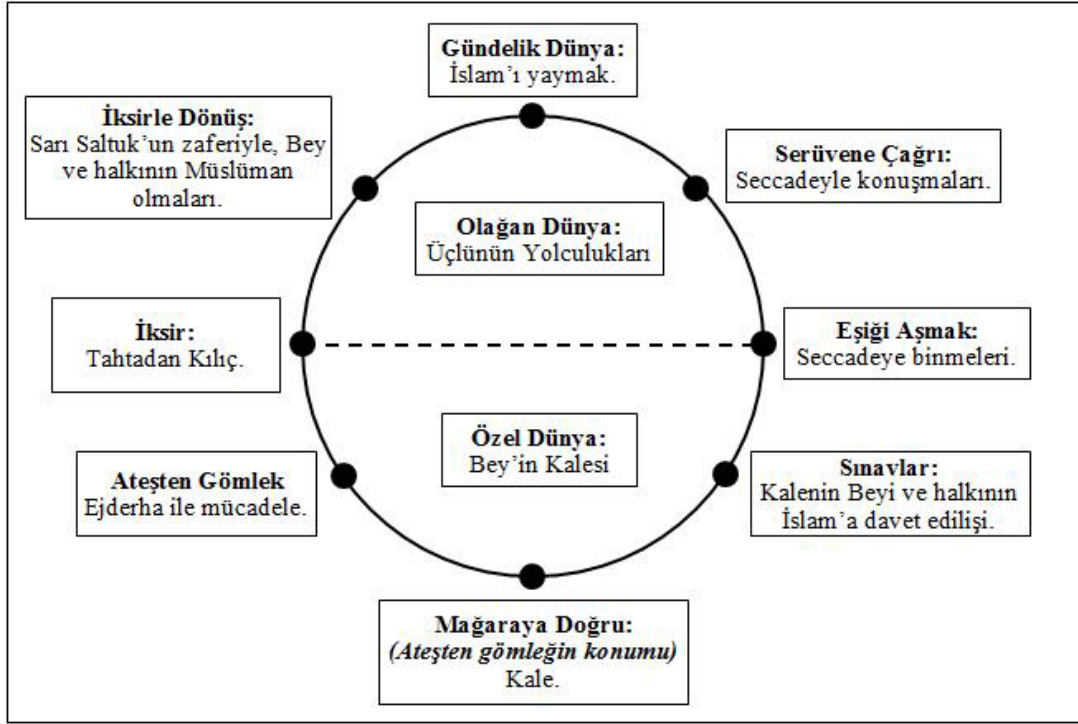 Gündelik Dünya:
İslam’ı yaymak.
İksirle Dönüş:
Sarı Saltuk’un zaferiyle, Bey
ve halkının Müslüman
olmaları.
Serüvene Çağrı:
Seccadeyle konuşmaları.
Olağan Dünya:
Üçlünün Yolculukları
İksir:
Tahtadan Kılıç.
Eşiği Aşmak:
Seccadeye binmeleri.
Özel Dünya:
Bey’in Kalesi
Ateşten Gömlek
Ejderha ile mücadele.
Sınavlar:
Kalenin Beyi ve halkının
İslam’a davet edilişi.
Mağaraya Doğru:
(Ateşten gömleğin konumu)
Kale.